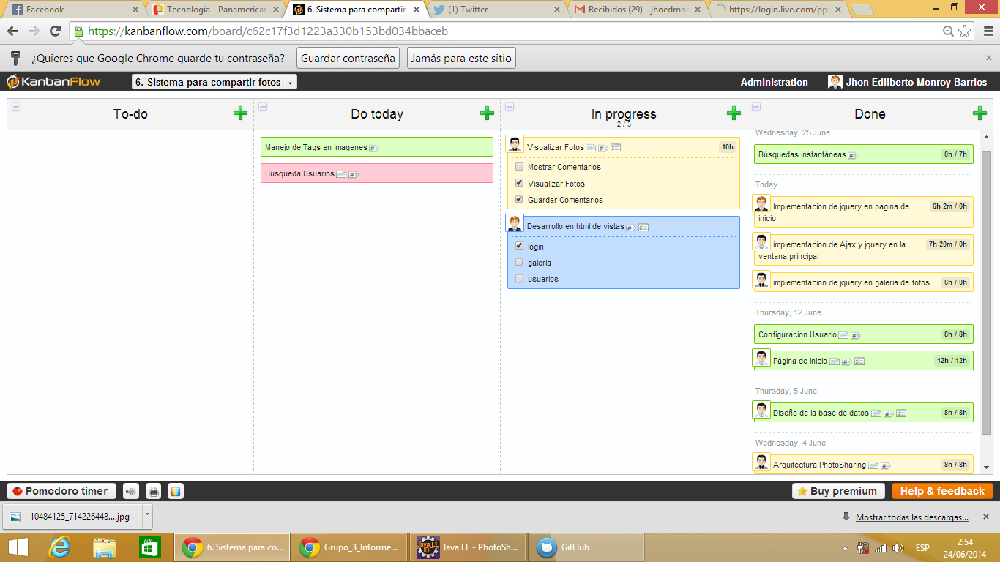 Facebook
Tecnología - Panamerican
6. Sistema para compartir
(1) Twitter
Recibidos (29) - jhoedmon
https://login.live.com/pps
https://kanbanflow.com/board/c62c17f3d1223a330b153bd034bbaceb
¿Quieres que Google Chrome guarde tu contraseña?
Guardar contraseña
Jamás para este sitio
KanbanFlow
6. Sistema para compartir fotos
Administration
Jhon Edilberto Monroy Barrios
To-do
Do today
Manejo de Tags en imagenes
Busqueda Usuarios
In progress
2 / 3
Visualizar Fotos
10h
Mostrar Comentarios
Visualizar Fotos
Guardar Comentarios
Desarrollo en html de vistas
login
galeria
usuarios
Done
Wednesday, 25 June
Búsquedas instantáneas
0h / 7h
Today
Implementacion de jquery en pagina de
inicio
6h 2m / 0h
implementacion de Ajax y jquery en la
ventana principal
7h 20m / 0h
implementacion de jquery en galeria de fotos
6h / 0h
Thursday, 12 June
Configuracion Usuario
8h / 8h
Página de inicio
12h / 12h
Thursday, 5 June
Diseño de la base de datos
8h / 8h
Wednesday, 4 June
Arquitectura PhotoSharing
8h / 8h
Pomodoro timer
Buy premium
Help & feedback
10484125_714226448....jpg
Mostrar todas las descargas...
6. Sistema para co...
Grupo_3_Informe...
Java EE - PhotoSh...
GitHub
ESP
2:54
24/06/2014